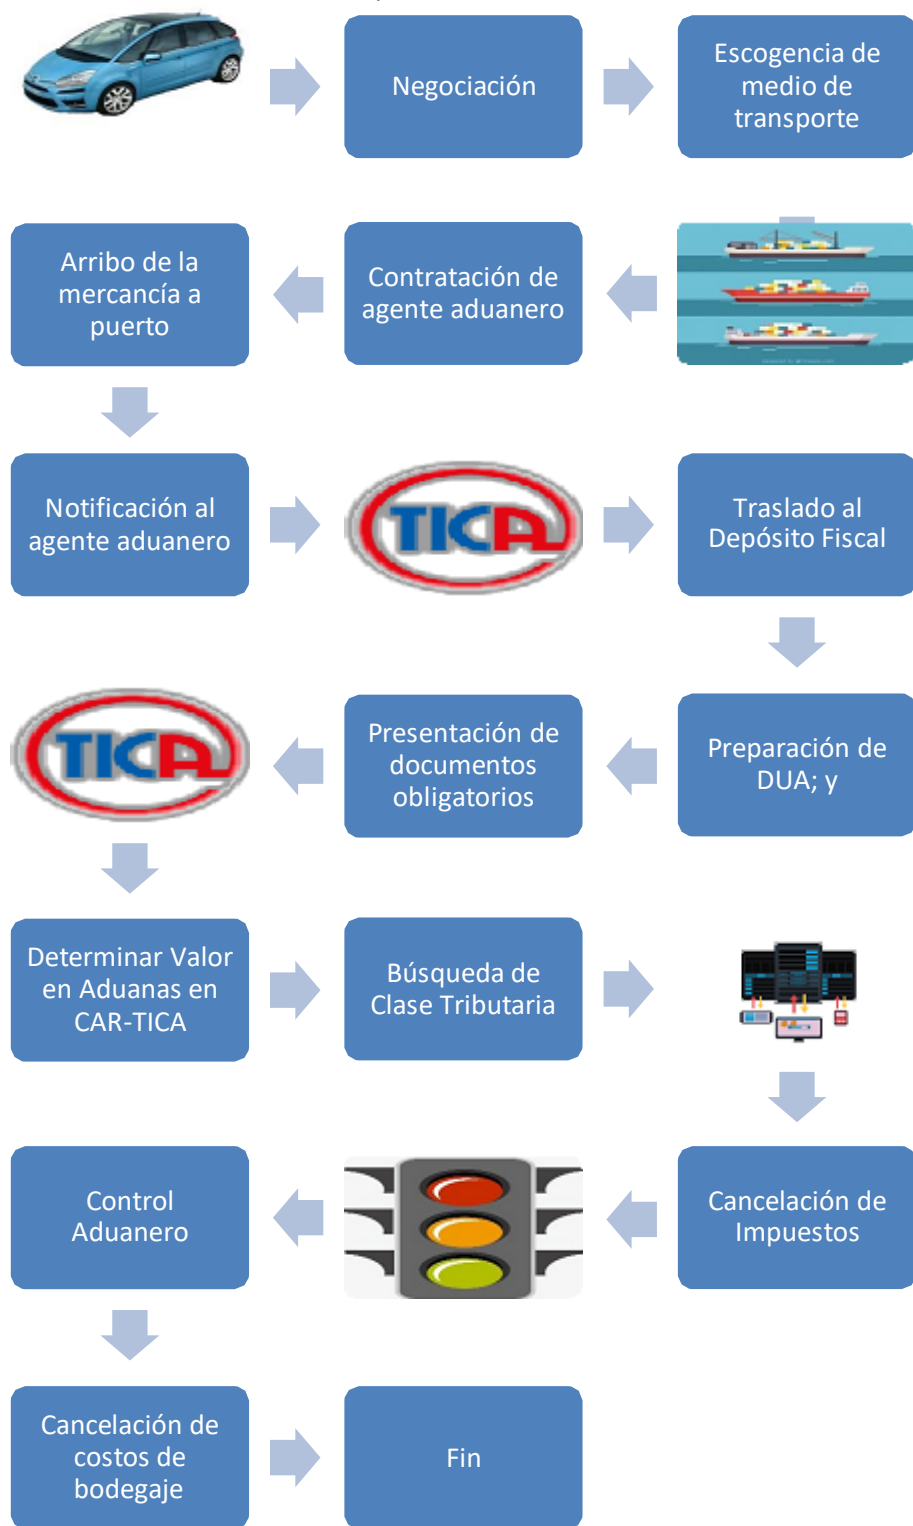 Negociación
Escogencia de
medio de
transporte
Contratación de
agente aduanero
Arribo de la
mercancía a
puerto
Notificación al
agente aduanero
TICA
Traslado al
Depósito Fiscal
Preparación de
DUA; y
Presentación de
documentos
obligatorios
TICA
Determinar Valor
en Aduanas en
CAR-TICA
Búsqueda de
Clase Tributaria
Cancelación de
Impuestos
Control
Aduanero
Cancelación de
costos de
bodegaje
Fin